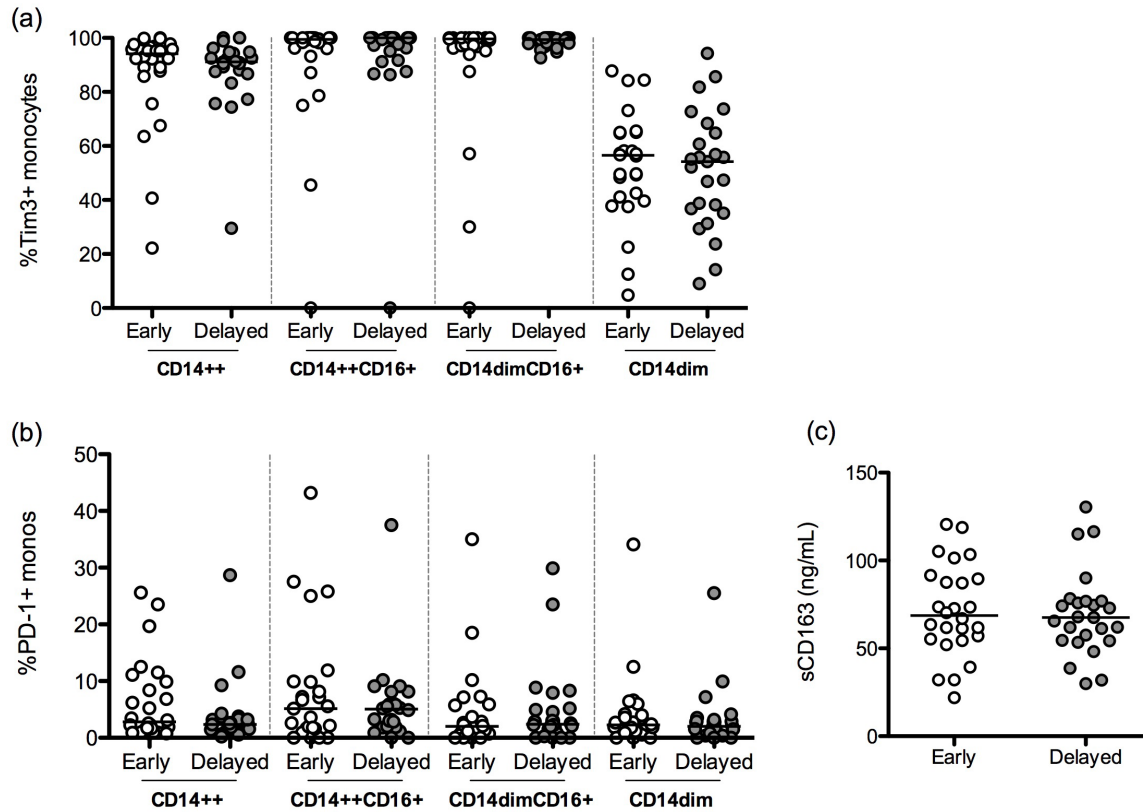 (a)
%Tim3+ monocytes
100
80
60
40
20
0
Early Delayed Early Delayed Early Delayed Early Delayed
CD14++ CD14++CD16+ CD14dimCD16+ CD14dim
(b)
%PD-1+ monos
50
40
30
20
10
0
Early Delayed Early Delayed Early Delayed Early Delayed
CD14++ CD14++CD16+ CD14dimCD16+ CD14dim
(c)
sCD163 (ng/mL)
150
100
50
0
Early Delayed